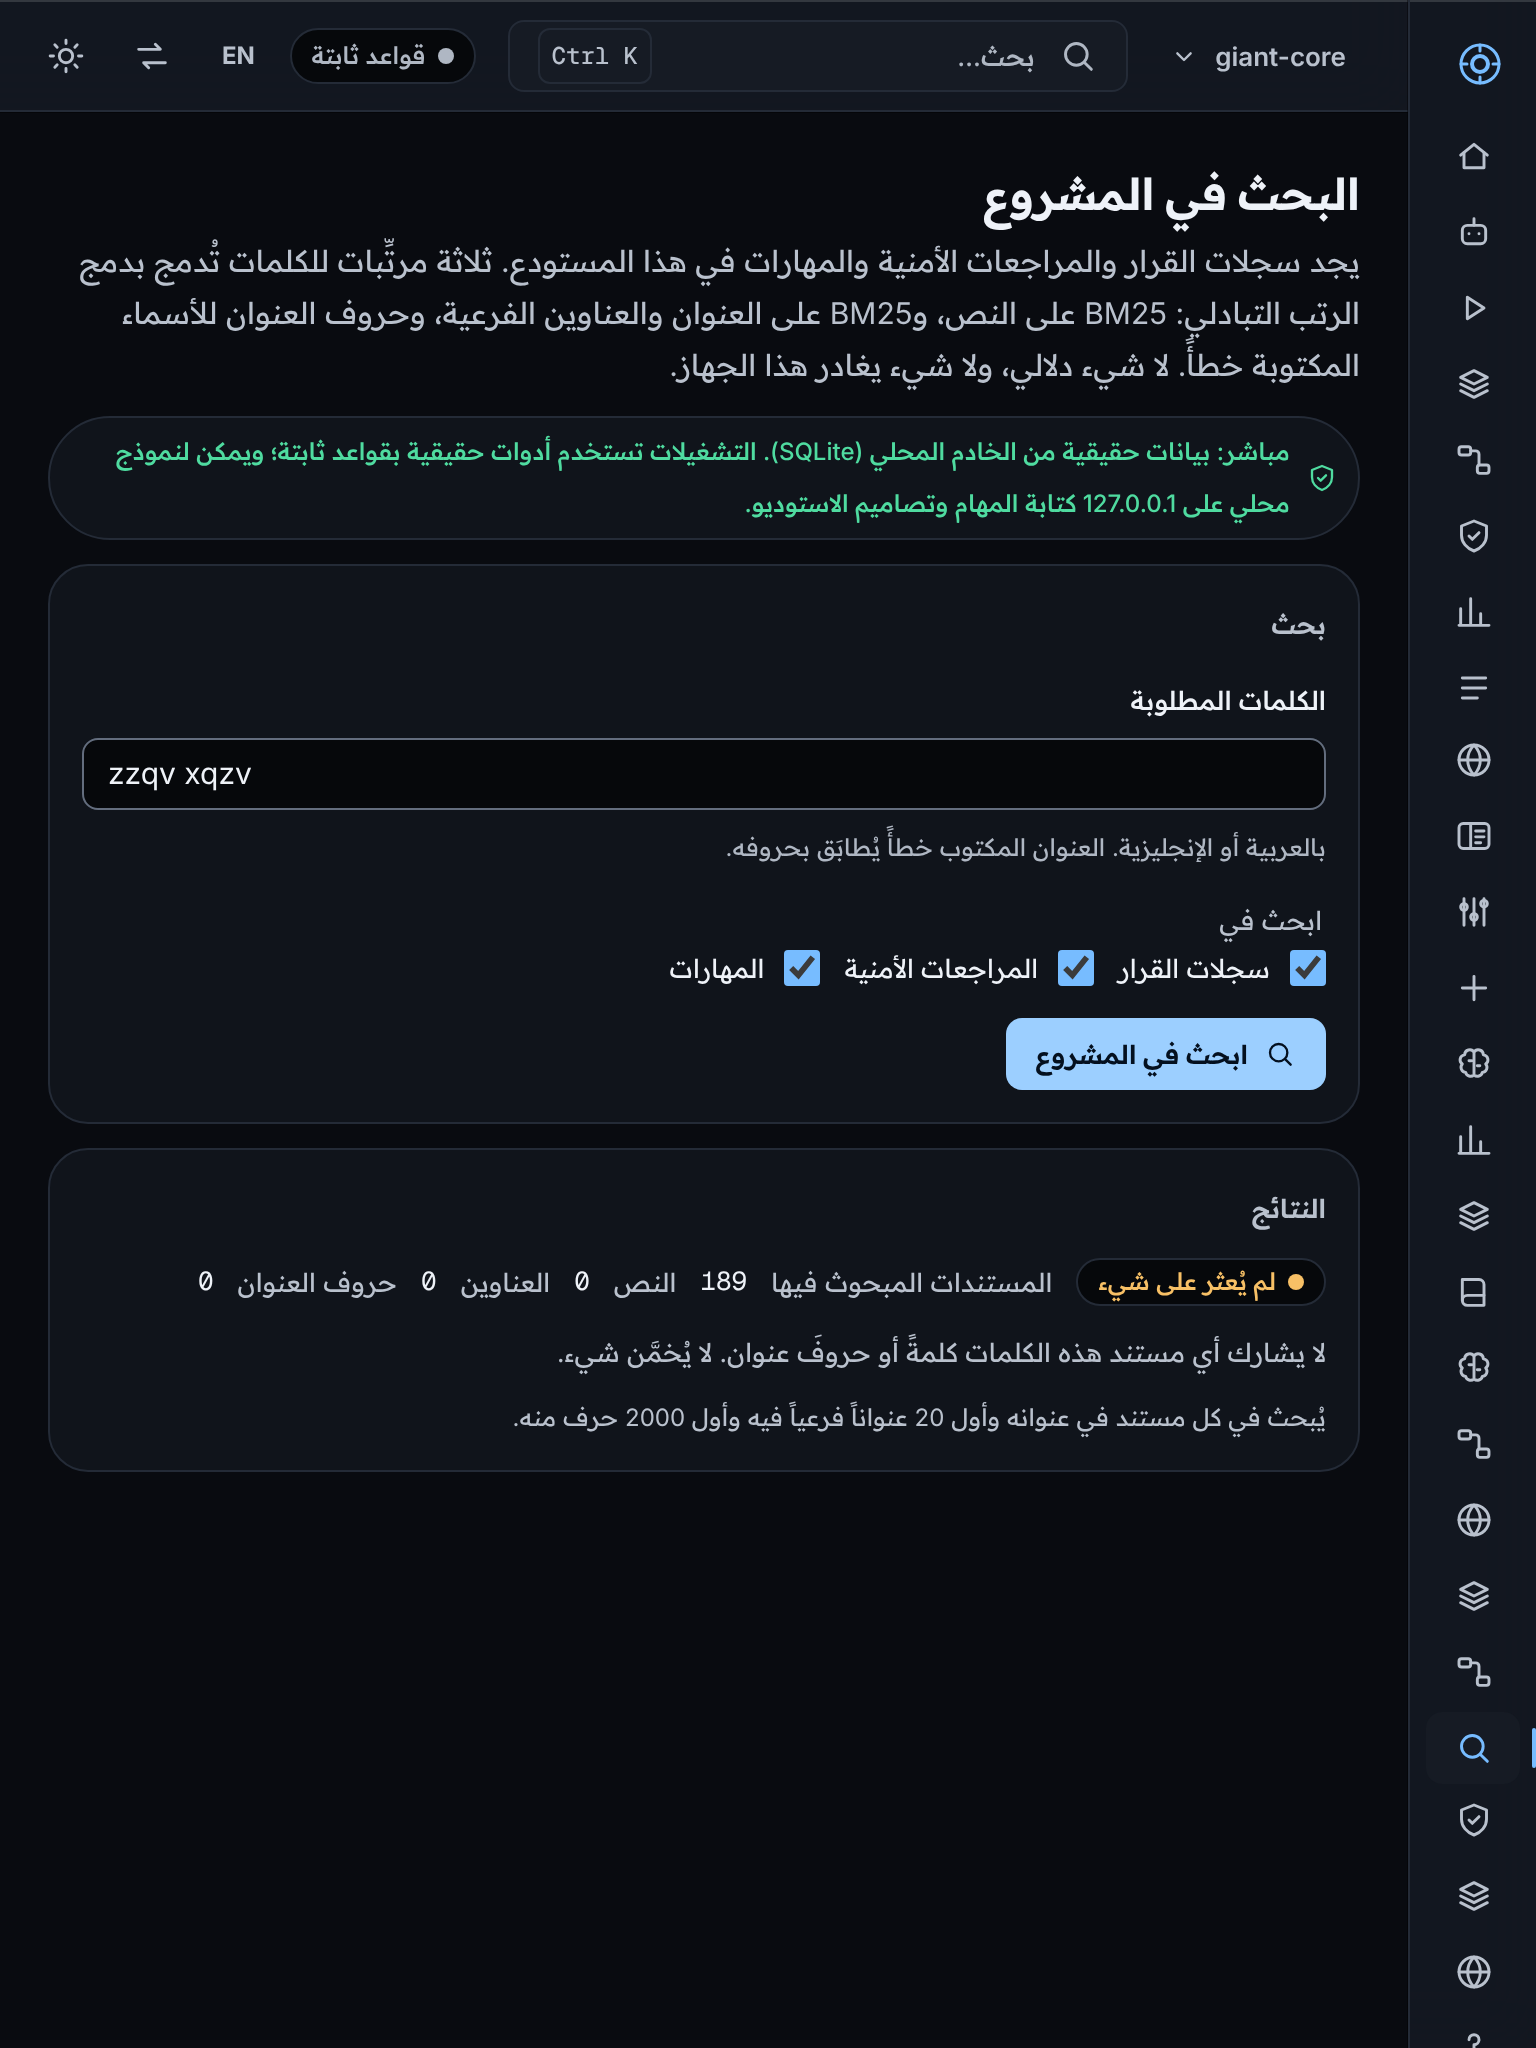 giant-core
بحث...
Ctrl K
قواعد ثابتة
EN
البحث في المشروع
يجد سجلات القرار والمراجعات الأمنية والمهارات في هذا المستودع. ثلاثة مرتِّبات للكلمات تُدمج بدمج
الرتب التبادلي: BM25 على النص، وBM25 على العنوان والعناوين الفرعية، وحروف العنوان للأسماء
المكتوبة خطأً. لا شيء دلالي، ولا شيء يغادر هذا الجهاز.
مباشر: بيانات حقيقية من الخادم المحلي (SQLite). التشغيلات تستخدم أدوات حقيقية بقواعد ثابتة؛ ويمكن لنموذج
محلي على 127.0.0.1 كتابة المهام وتصاميم الاستوديو.
بحث
الكلمات المطلوبة
zzqv xqzv
بالعربية أو الإنجليزية. العنوان المكتوب خطأً يُطابَق بحروفه.
ابحث في
سجلات القرار
المراجعات الأمنية
المهارات
ابحث في المشروع
النتائج
لم يُعثر على شيء
المستندات المبحوث فيها 189 النص 0 العناوين 0 حروف العنوان 0
لا يشارك أي مستند هذه الكلمات كلمةً أو حروفَ عنوان. لا يُخمَّن شيء.
يُبحث في كل مستند في عنوانه وأول 20 عنواناً فرعياً فيه وأول 2000 حرف منه.